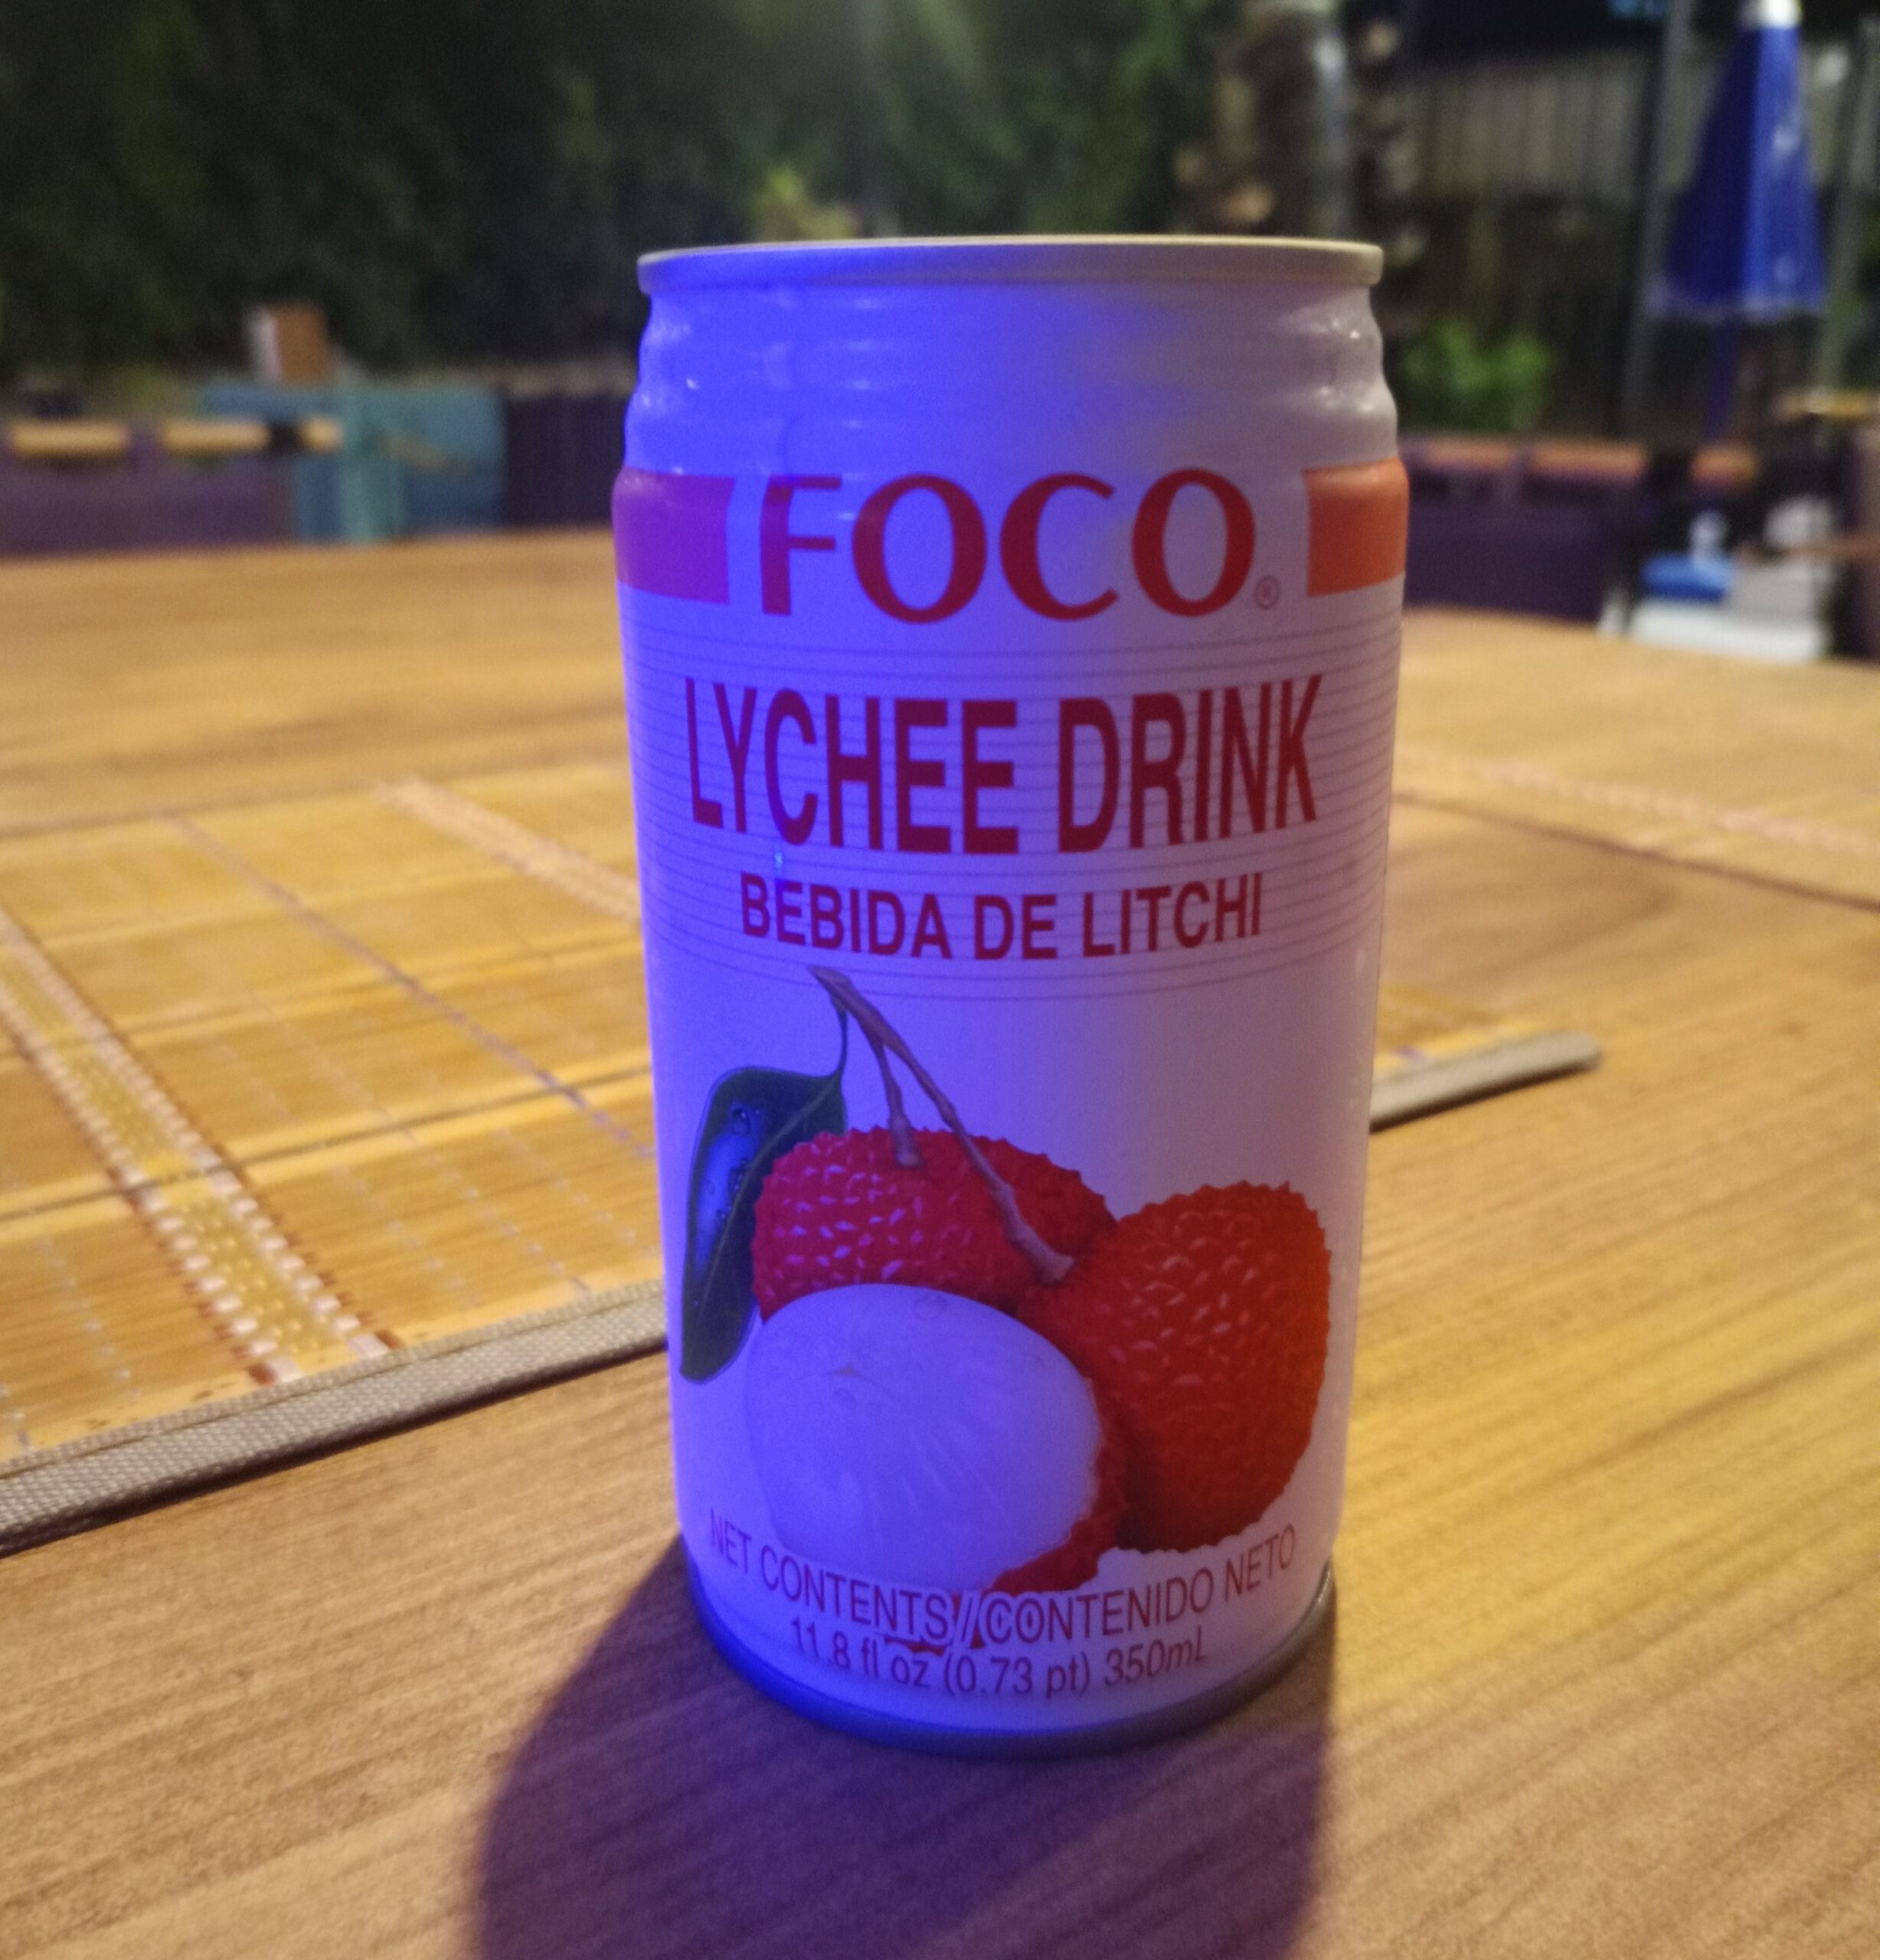 FOCO®
LYCHEE DRINK
BEBIDA DE LITCHI
NET CONTENTS/CONTENIDO NETO
11.8 fl oz (0.73 pt) 350mL